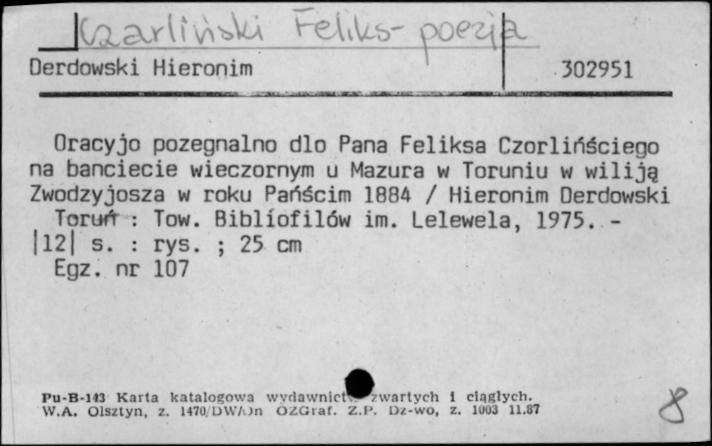 Czarliński Feliks - poezja
Derdowski Hieronim 302951
Oracyjo pozegnalno dlo Pana Feliksa Czorlińściego
na banciecie wieczornym u Mazura w Toruniu w wiliją
Zwodzyjosza w roku Pańścim 1884 / Hieronim Derdowski
Toruń : Tow. Bibliofilów im. Lelewela, 1975. -
|12| s. : rys. ; 25 cm
Egz. nr 107
Pu-B-143 Karta katalogowa wydawnictw zwartych i ciągłych.
W.A. Olsztyn, z. 1470/DW/Jn OZGraf. Z.P. Dz-wo, z. 1003 11.87
8